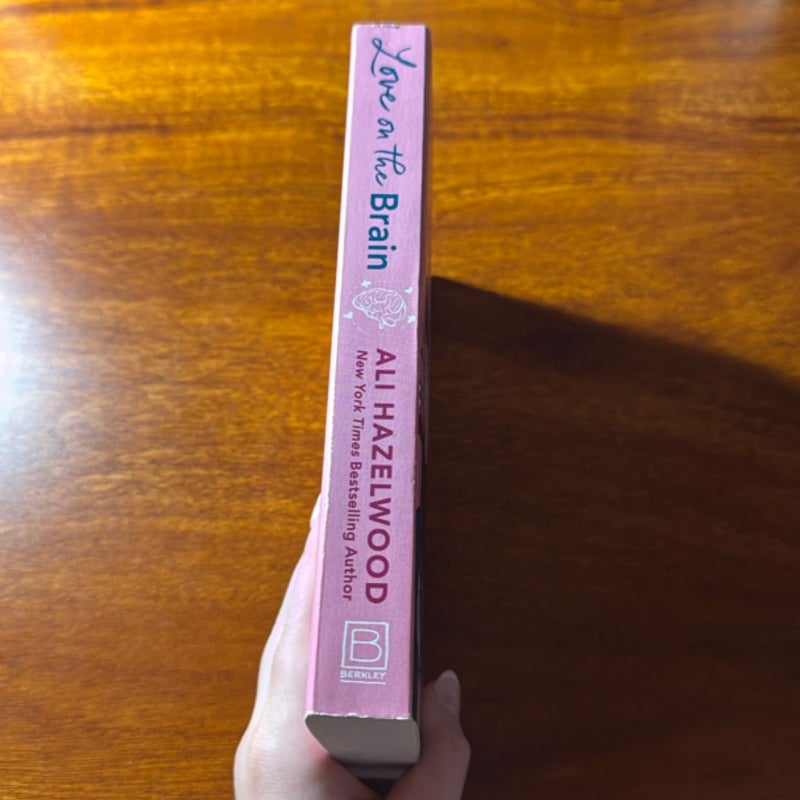 Love on the Brain
ALI HAZELWOOD
New York Times Bestselling Author
B
BERKLEY